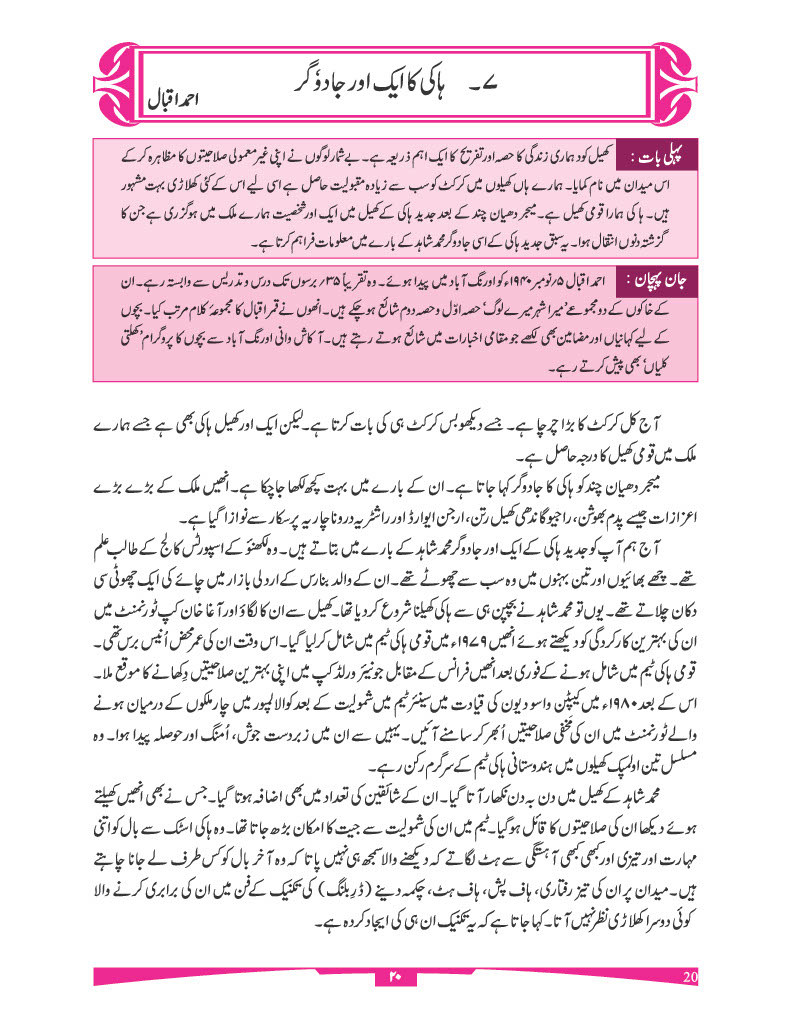 ۷۔ ہاکی کا ایک اور جادوٗگر
احمد اقبال
پہلی بات : کھیل کود ہماری زندگی کا حصہ اور تفریح کا ایک اہم ذریعہ ہے۔ بے شمار لوگوں نے اپنی غیر معمولی صلاحیتوں کا مظاہرہ کرکے
اس میدان میں نام کمایا۔ ہمارے ہاں کھیلوں میں کرکٹ کو سب سے زیادہ مقبولیت حاصل ہے اسی لیے اس کے کئی کھلاڑی بہت مشہور
ہیں۔ ہاکی ہمارا قومی کھیل ہے۔ میجر دھیان چند کے بعد جدید ہاکی کے کھیل میں ایک اور شخصیت ہمارے ملک میں ہو گزری ہے جن کا
گزشتہ دنوں انتقال ہوا۔ یہ سبق جدید ہاکی کے اسی جادوگر محمد شاہد کے بارے میں معلومات فراہم کرتا ہے۔
جان پہچان : احمد اقبال ۵؍نومبر ۱۹۴۰ء کو اورنگ آباد میں پیدا ہوئے۔ وہ تقریباً ۳۵؍ برسوں تک درس و تدریس سے وابستہ رہے۔ ان
کے خاکوں کے دو مجموعے ’میرا شہر میرے لوگ‘ حصہ اوّل و حصہ دوم شائع ہوچکے ہیں۔ انھوں نے قمر اقبال کا مجموعۂ کلام مرتب کیا۔ بچوں
کے لیے کہانیاں اور مضامین بھی لکھے جو مقامی اخبارات میں شائع ہوتے رہتے ہیں۔ آکاش وانی اورنگ آباد سے بچوں کا پروگرام ’کھلتی
کلیاں‘ بھی پیش کرتے رہے۔
آج کل کرکٹ کا بڑا چرچا ہے۔ جسے دیکھو بس کرکٹ ہی کی بات کرتا ہے۔ لیکن ایک اور کھیل ہاکی بھی ہے جسے ہمارے
ملک میں قومی کھیل کا درجہ حاصل ہے۔
میجر دھیان چند کو ہاکی کا جادوگر کہا جاتا ہے۔ ان کے بارے میں بہت کچھ لکھا جاچکا ہے۔ انھیں ملک کے بڑے بڑے
اعزازات جیسے پدم بھوشن، راجیو گاندھی کھیل رتن، ارجن ایوارڈ اور راشٹریہ درونا چاریہ پرسکار سے نوازا گیا ہے۔
آج ہم آپ کو جدید ہاکی کے ایک اور جادوگر محمد شاہد کے بارے میں بتاتے ہیں۔ وہ لکھنؤ کے اسپورٹس کالج کے طالب علم
تھے۔ چھے بھائیوں اور تین بہنوں میں وہ سب سے چھوٹے تھے۔ ان کے والد بنارس کے اردلی بازار میں چائے کی ایک چھوٹی سی
دکان چلاتے تھے۔ یوں تو محمد شاہد نے بچپن ہی سے ہاکی کھیلنا شروع کردیا تھا۔ کھیل سے ان کا لگاؤ اور آغا خان کپ ٹورنمنٹ میں
ان کی بہترین کارکردگی کو دیکھتے ہوئے انھیں ۱۹۷۹ء میں قومی ہاکی ٹیم میں شامل کرلیا گیا۔ اس وقت ان کی عمر محض اُنیس برس تھی۔
قومی ہاکی ٹیم میں شامل ہونے کے فوری بعد انھیں فرانس کے مقابل جونیئر ورلڈ کپ میں اپنی بہترین صلاحیتیں دِکھانے کا موقع ملا۔
اس کے بعد ۱۹۸۰ء میں کیپٹن واسودیون کی قیادت میں سینئر ٹیم میں شمولیت کے بعد کوالالمپور میں چار ملکوں کے درمیان ہونے
والے ٹورنمنٹ میں ان کی مَخفی صلاحیتیں اُبھر کر سامنے آئیں۔ یہیں سے ان میں زبردست جوش، اُمنگ اور حوصلہ پیدا ہوا۔ وہ
مسلسل تین اولمپک کھیلوں میں ہندوستانی ہاکی ٹیم کے سرگرم رکن رہے۔
محمد شاہد کے کھیل میں دن بہ دن نکھار آتا گیا۔ ان کے شائقین کی تعداد میں بھی اضافہ ہوتا گیا۔ جس نے بھی انھیں کھیلتے
ہوئے دیکھا ان کی صلاحیتوں کا قائل ہوگیا۔ ٹیم میں ان کی شمولیت سے جیت کا امکان بڑھ جاتا تھا۔ وہ ہاکی اسٹک سے بال کو اتنی
مہارت اور تیزی اور کبھی کبھی آہستگی سے ہٹ لگاتے کہ دیکھنے والا سمجھ ہی نہیں پاتا کہ وہ آخر بال کو کس طرف لے جانا چاہتے
ہیں۔ میدان پر ان کی تیز رفتاری، ہاف پش، ہاف ہٹ، چکمہ دینے (ڈرِبلنگ) کی تکنیک کے فن میں ان کی برابری کرنے والا
کوئی دوسرا کھلاڑی نظر نہیں آتا۔ کہا جاتا ہے کہ یہ تکنیک ان ہی کی ایجاد کردہ ہے۔
۲۰
20